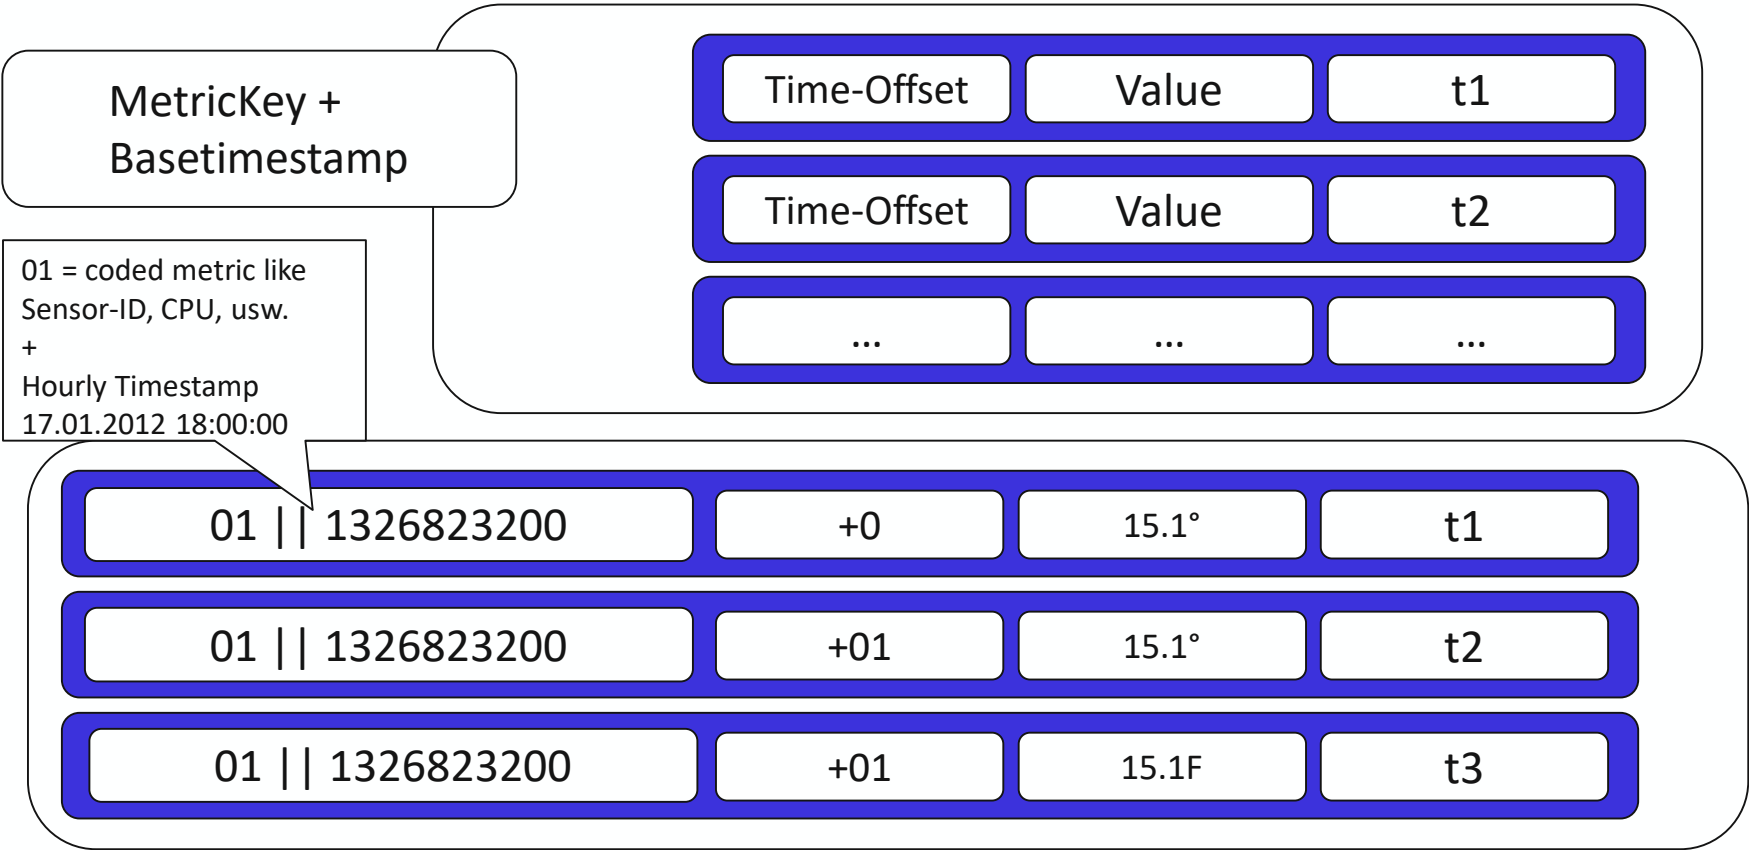 MetricKey +
Basetimestamp
Time-Offset Value t1
Time-Offset Value t2
... ... ...
01 = coded metric like
Sensor-ID, CPU, usw.
+
Hourly Timestamp
17.01.2012 18:00:00
01 || 1326823200 +0 15.1° t1
01 || 1326823200 +01 15.1° t2
01 || 1326823200 +01 15.1F t3